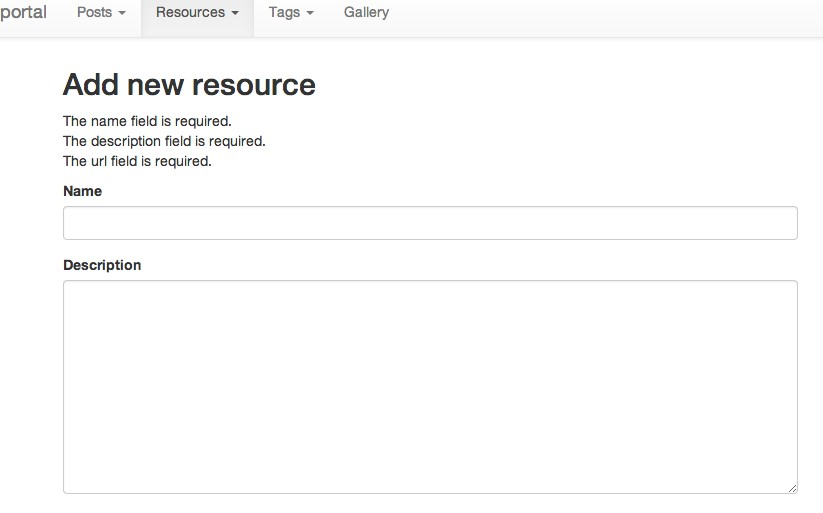 portal Posts Resources Tags Gallery
Add new resource
The name field is required.
The description field is required.
The url field is required.
Name
Description